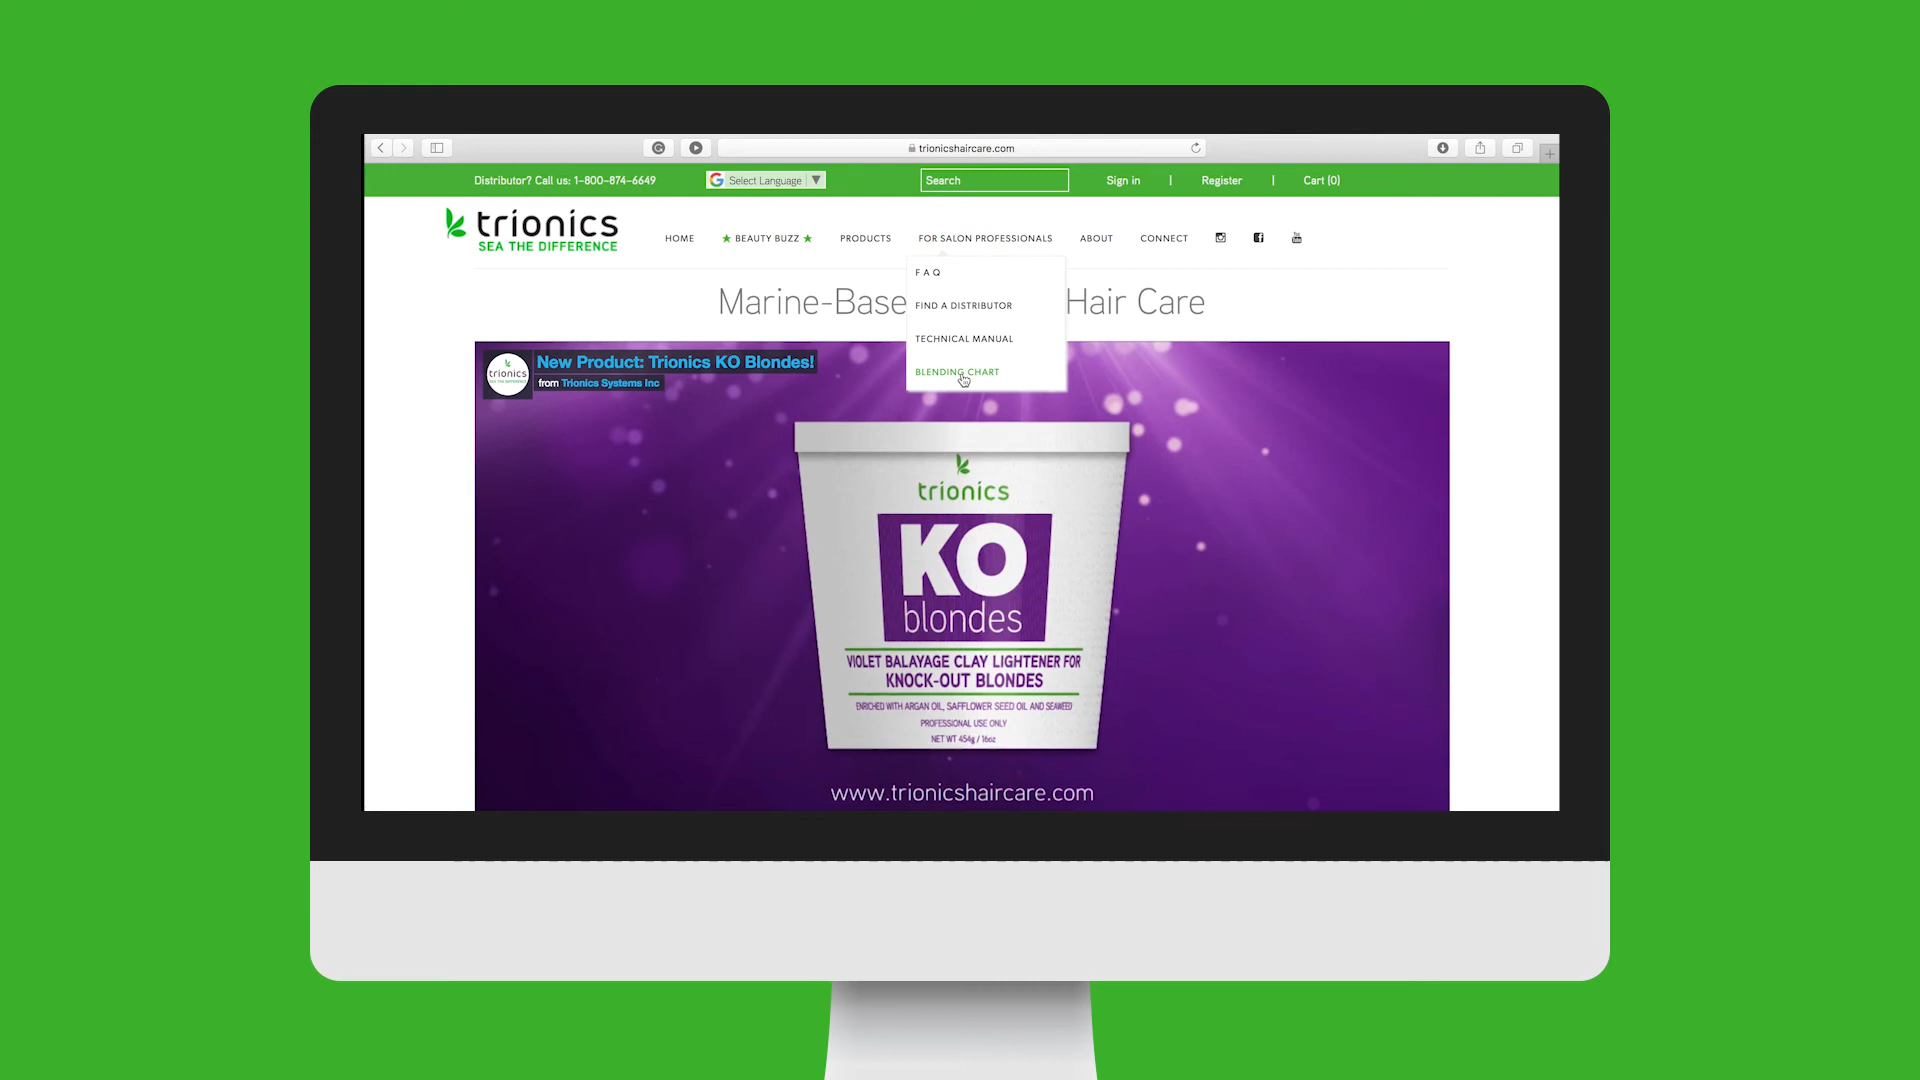 trionicshaircare.com
Distributor? Call us: 1-800-874-6649
Select Language
Search
Sign in | Register | Cart (0)
trionics
SEA THE DIFFERENCE
HOME
★ BEAUTY BUZZ ★
PRODUCTS
FOR SALON PROFESSIONALS
ABOUT
CONNECT
F A Q
FIND A DISTRIBUTOR
TECHNICAL MANUAL
BLENDING CHART
Marine-Base Hair Care
trionics
New Product: Trionics KO Blondes!
from Trionics Systems Inc
trionics
KO
blondes
VIOLET BALAYAGE CLAY LIGHTENER FOR
KNOCK-OUT BLONDES
ENRICHED WITH ARGAN OIL, SAFFLOWER SEED OIL AND SEAWEED
PROFESSIONAL USE ONLY
NET WT 454g / 16oz
www.trionicshaircare.com